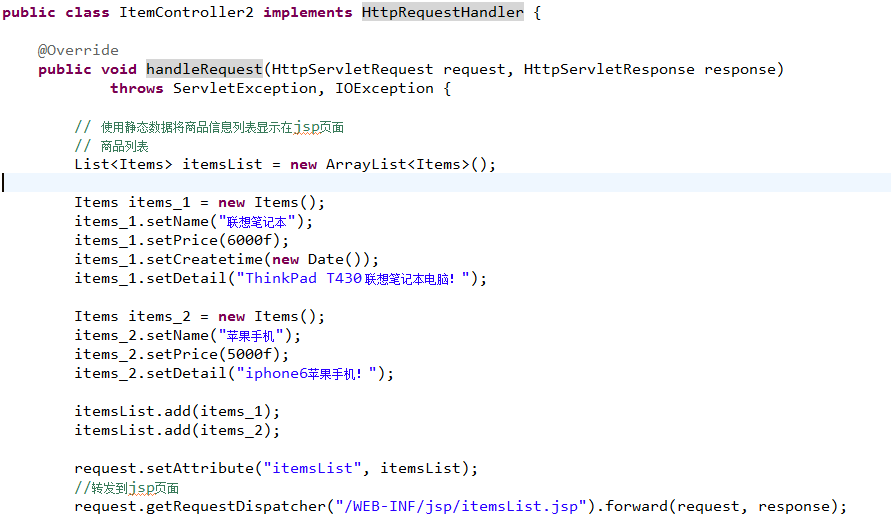 public class ItemController2 implements HttpRequestHandler {
@Override
public void handleRequest(HttpServletRequest request, HttpServletResponse response)
throws ServletException, IOException {
// 使用静态数据将商品信息列表显示在jsp页面
// 商品列表
List<Items> itemsList = new ArrayList<Items>();
Items items_1 = new Items();
items_1.setName("联想笔记本");
items_1.setPrice(6000f);
items_1.setCreatetime(new Date());
items_1.setDetail("ThinkPad T430 联想笔记本电脑！");
Items items_2 = new Items();
items_2.setName("苹果手机");
items_2.setPrice(5000f);
items_2.setDetail("iphone6苹果手机！");
itemsList.add(items_1);
itemsList.add(items_2);
request.setAttribute("itemsList", itemsList);
//转发到jsp页面
request.getRequestDispatcher("/WEB-INF/jsp/itemsList.jsp").forward(request, response);